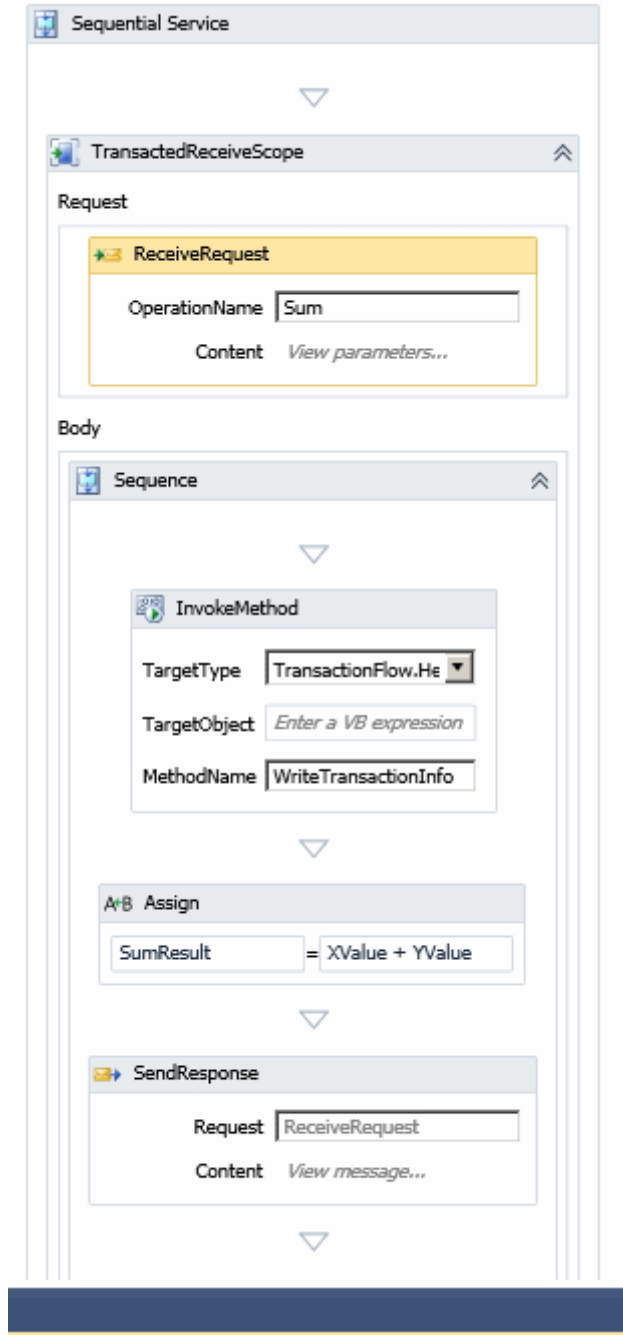 Sequential Service
TransactedReceiveScope
Request
ReceiveRequest
OperationName Sum
Content View parameters...
Body
Sequence
InvokeMethod
TargetType TransactionFlow.He
TargetObject Enter a VB expression
MethodName WriteTransactionInfo
A+B Assign
SumResult = XValue + YValue
SendResponse
Request ReceiveRequest
Content View message...